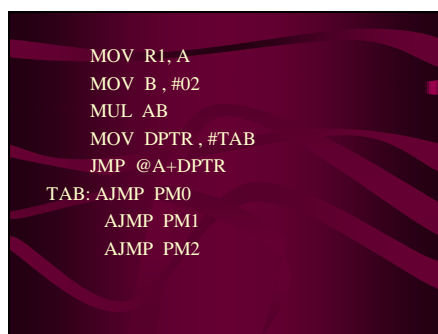 MOV R1, A
MOV B , #02
MUL AB
MOV DPTR , #TAB
JMP @A+DPTR
TAB: AJMP PM0
AJMP PM1
AJMP PM2